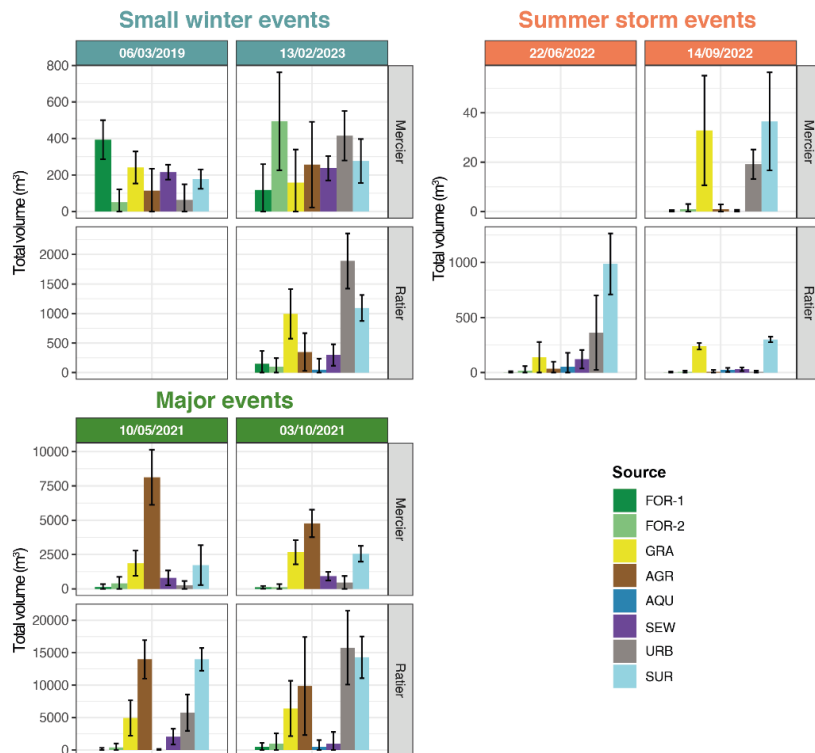 Small winter events
Summer storm events
06/03/2019
13/02/2023
22/06/2022
14/09/2022
Total volume (m³)
800
600
400
200
0
Mercier
Total volume (m³)
2000
1500
1000
500
0
Ratier
Total volume (m³)
40
20
0
Mercier
Total volume (m³)
1000
500
0
Ratier
Major events
10/05/2021
03/10/2021
Total volume (m³)
10000
7500
5000
2500
0
Mercier
Total volume (m³)
20000
15000
10000
5000
0
Ratier
Source
FOR-1
FOR-2
GRA
AGR
AQU
SEW
URB
SUR